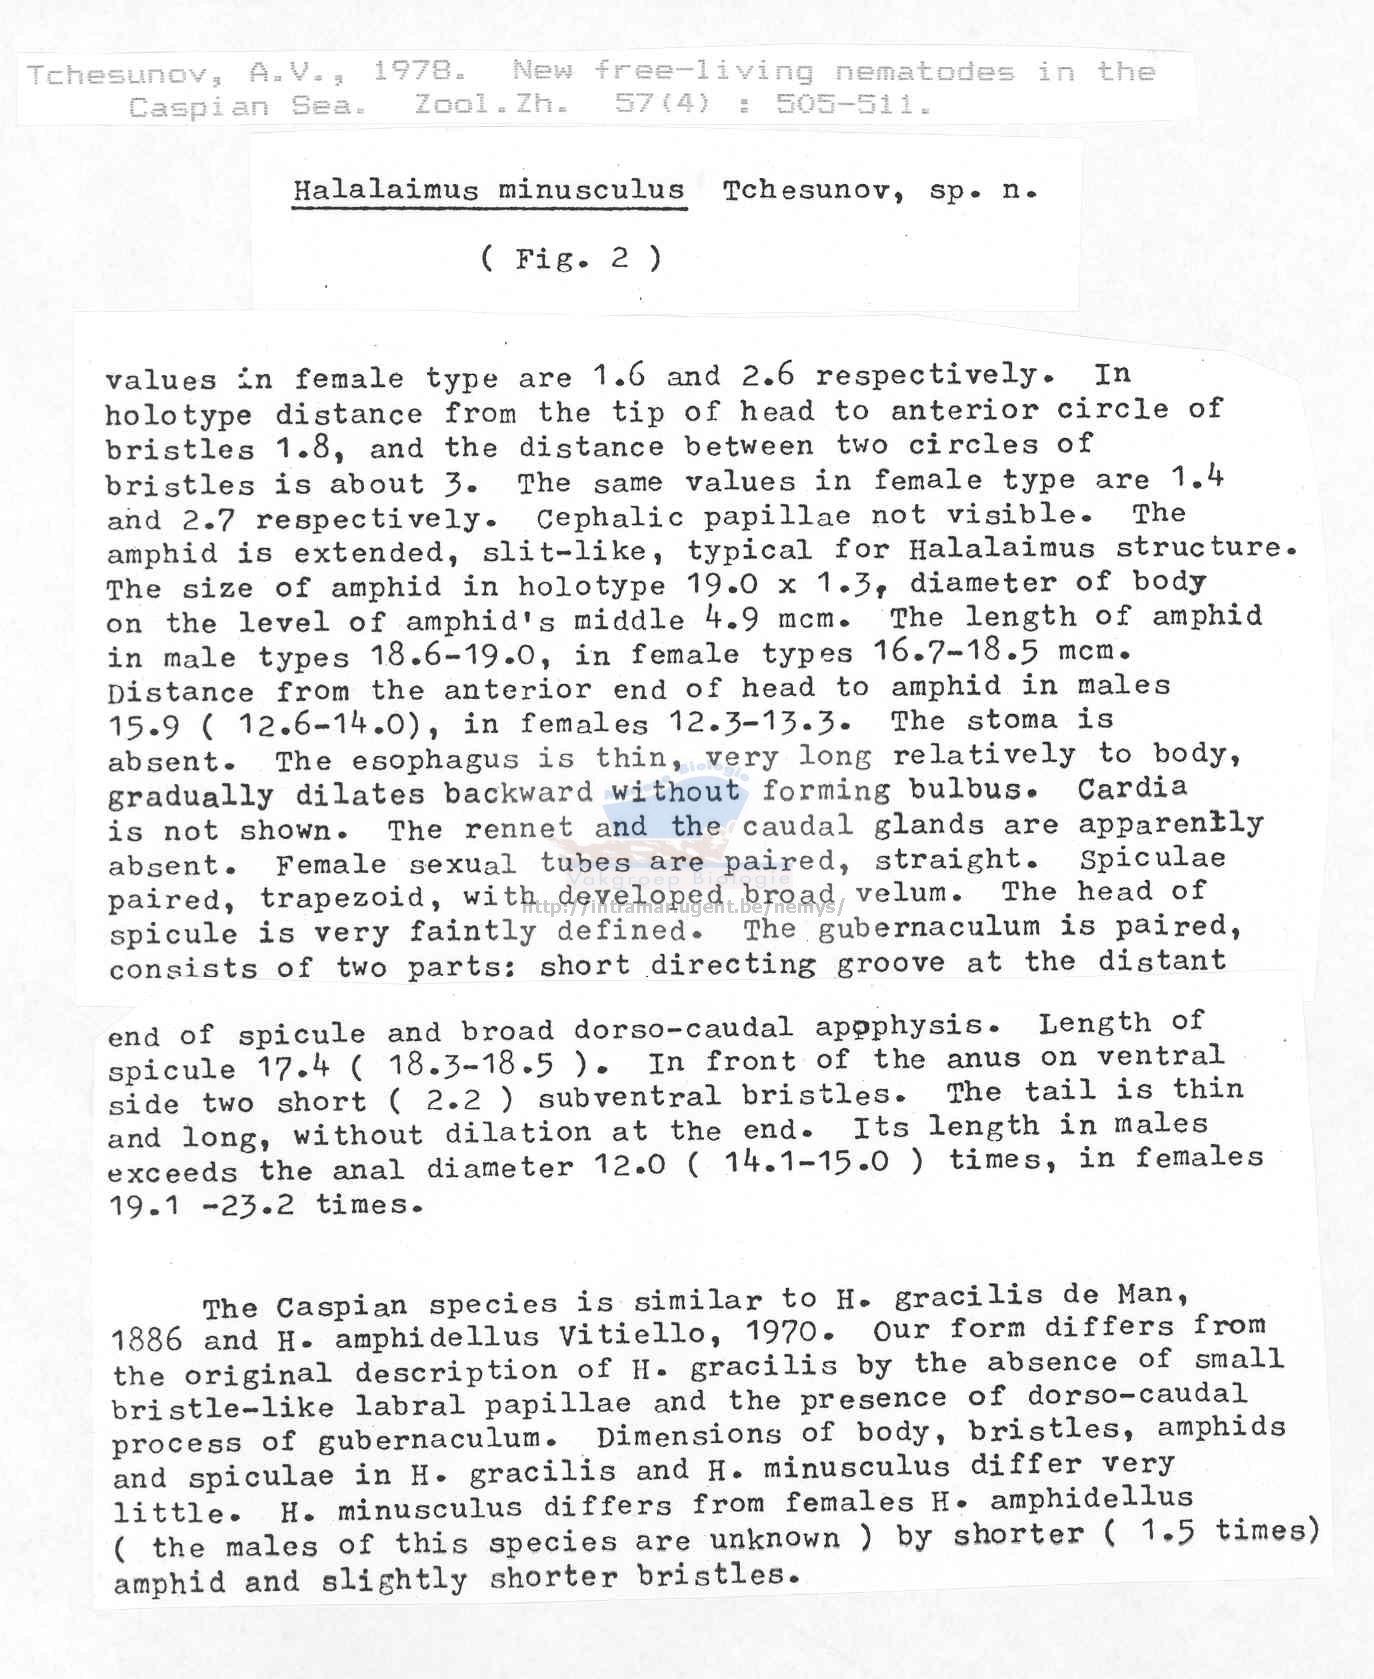 Tchesunov, A.V., 1978. New free-living nematodes in the
Caspian Sea. Zool.Zh. 57(4) : 505-511.
Halalaimus minusculus Tchesunov, sp. n.
( Fig. 2 )
values in female type are 1.6 and 2.6 respectively. In
holotype distance from the tip of head to anterior circle of
bristles 1.8, and the distance between two circles of
bristles is about 3. The same values in female type are 1.4
and 2.7 respectively. Cephalic papillae not visible. The
amphid is extended, slit-like, typical for Halalaimus structure.
The size of amphid in holotype 19.0 x 1.3, diameter of body
on the level of amphid's middle 4.9 mcm. The length of amphid
in male types 18.6-19.0, in female types 16.7-18.5 mcm.
Distance from the anterior end of head to amphid in males
15.9 ( 12.6-14.0), in females 12.3-13.3. The stoma is
absent. The esophagus is thin, very long relatively to body,
gradually dilates backward without forming bulbus. Cardia
is not shown. The rennet and the caudal glands are apparently
absent. Female sexual tubes are paired, straight. Spiculae
paired, trapezoid, with developed broad velum. The head of
spicule is very faintly defined. The gubernaculum is paired,
consists of two parts: short directing groove at the distant
end of spicule and broad dorso-caudal apophysis. Length of
spicule 17.4 ( 18.3-18.5 ). In front of the anus on ventral
side two short ( 2.2 ) subventral bristles. The tail is thin
and long, without dilation at the end. Its length in males
exceeds the anal diameter 12.0 ( 14.1-15.0 ) times, in females
19.1 -23.2 times.
The Caspian species is similar to H. gracilis de Man,
1886 and H. amphidellus Vitiello, 1970. Our form differs from
the original description of H. gracilis by the absence of small
bristle-like labral papillae and the presence of dorso-caudal
process of gubernaculum. Dimensions of body, bristles, amphids
and spiculae in H. gracilis and H. minusculus differ very
little. H. minusculus differs from females H. amphidellus
( the males of this species are unknown ) by shorter ( 1.5 times)
amphid and slightly shorter bristles.
Vakgroep Biologie